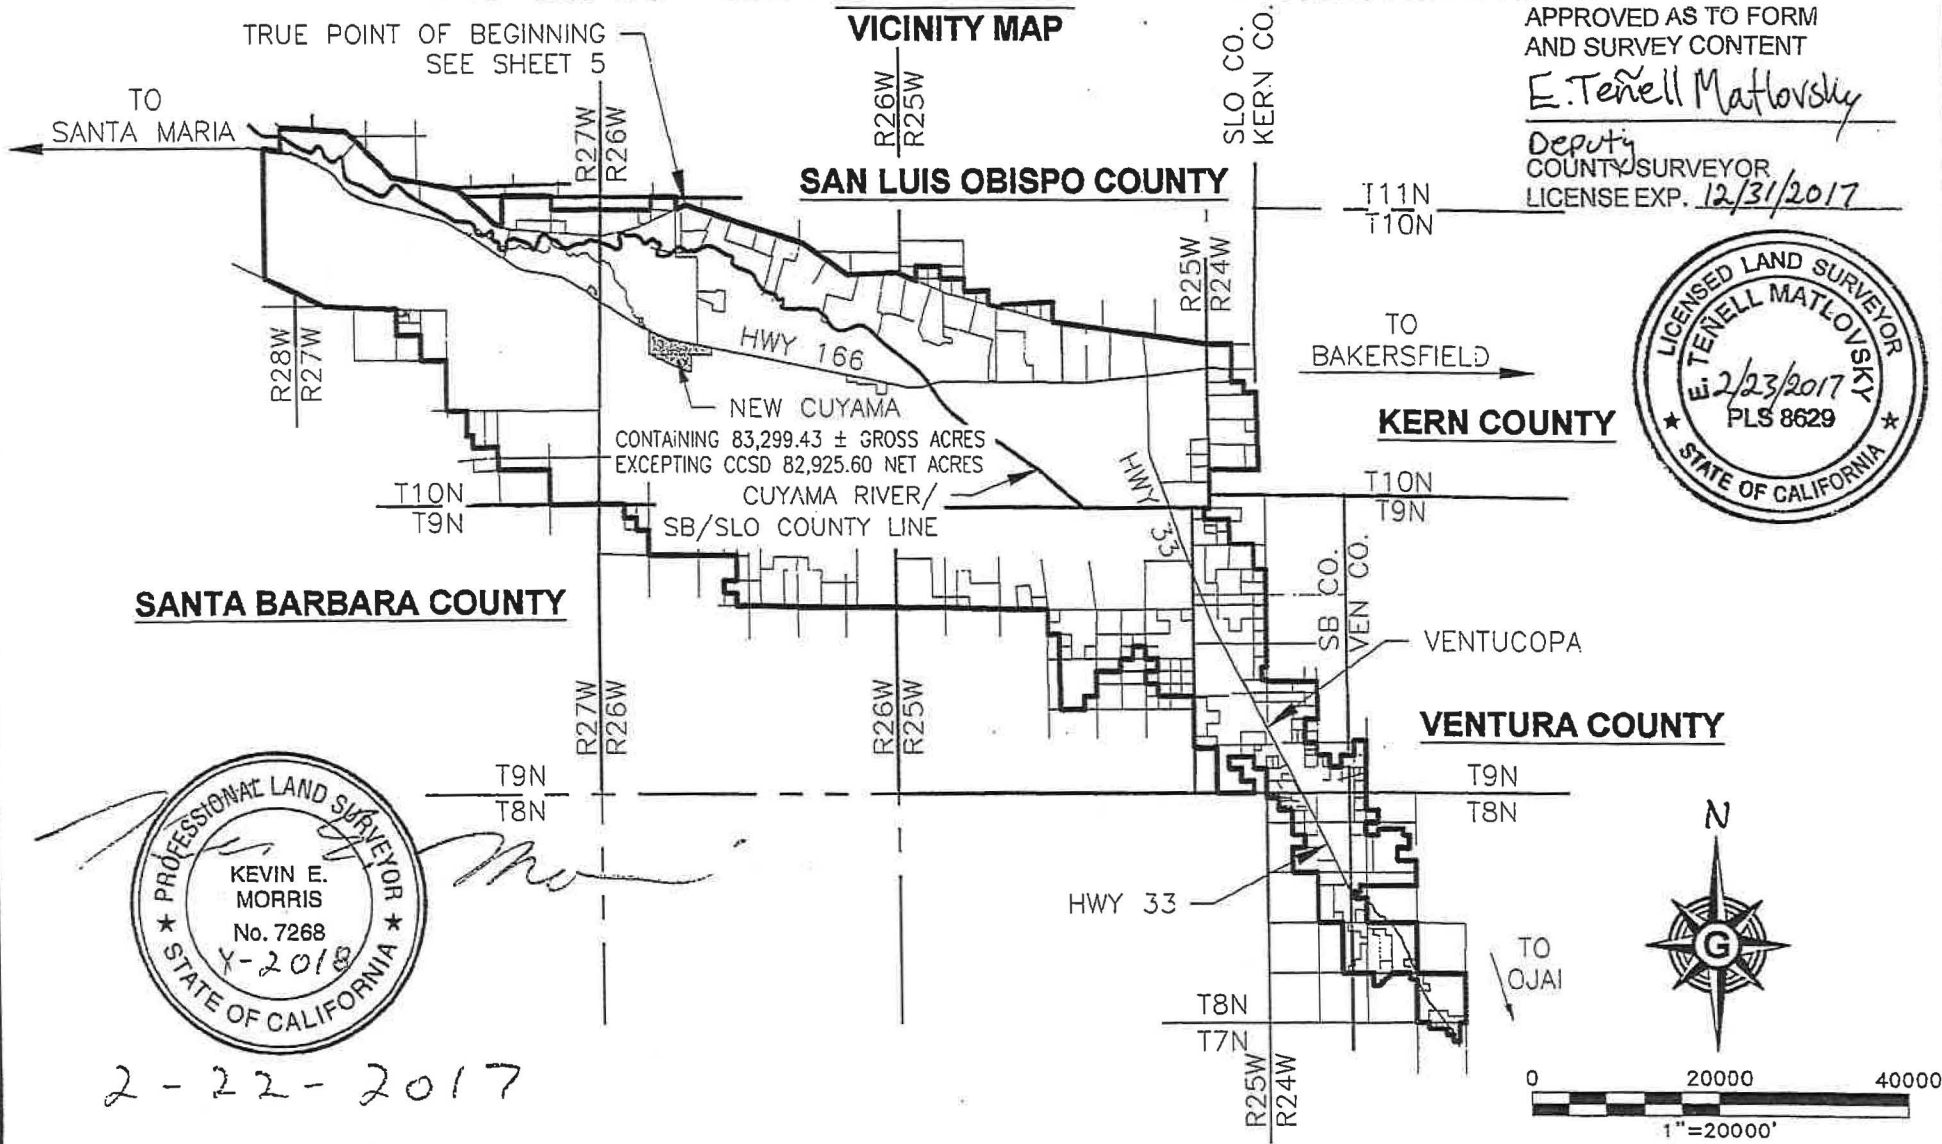 VICINITY MAP
TRUE POINT OF BEGINNING
SEE SHEET 5
TO
SANTA MARIA
R27W
R26W
R26W
R25W
SLO CO.
KERN CO.
APPROVED AS TO FORM
AND SURVEY CONTENT
E. Teñell Matlovsky
Deputy
COUNTY SURVEYOR
LICENSE EXP. 12/31/2017
SAN LUIS OBISPO COUNTY
T11N
T10N
R25W
R24W
LICENSED LAND SURVEYOR
E. TEÑELL MATLOVSKY
2/23/2017
PLS 8629
STATE OF CALIFORNIA
TO
BAKERSFIELD
KERN COUNTY
R28W
R27W
HWY 166
NEW CUYAMA
CONTAINING 83,299.43 ± GROSS ACRES
EXCEPTING CCSD 82,925.60 NET ACRES
CUYAMA RIVER/
SB/SLO COUNTY LINE
HWY 33
T10N
T9N
T10N
T9N
SANTA BARBARA COUNTY
SB CO.
VEN CO.
VENTUCOPA
VENTURA COUNTY
R27W
R26W
R26W
R25W
T9N
T8N
T9N
T8N
PROFESSIONAL LAND SURVEYOR
KEVIN E.
MORRIS
No. 7268
X-2018
STATE OF CALIFORNIA
2-22-2017
HWY 33
TO
OJAI
T8N
T7N
R25W
R24W
N
G
0 20000 40000
1"=20000'